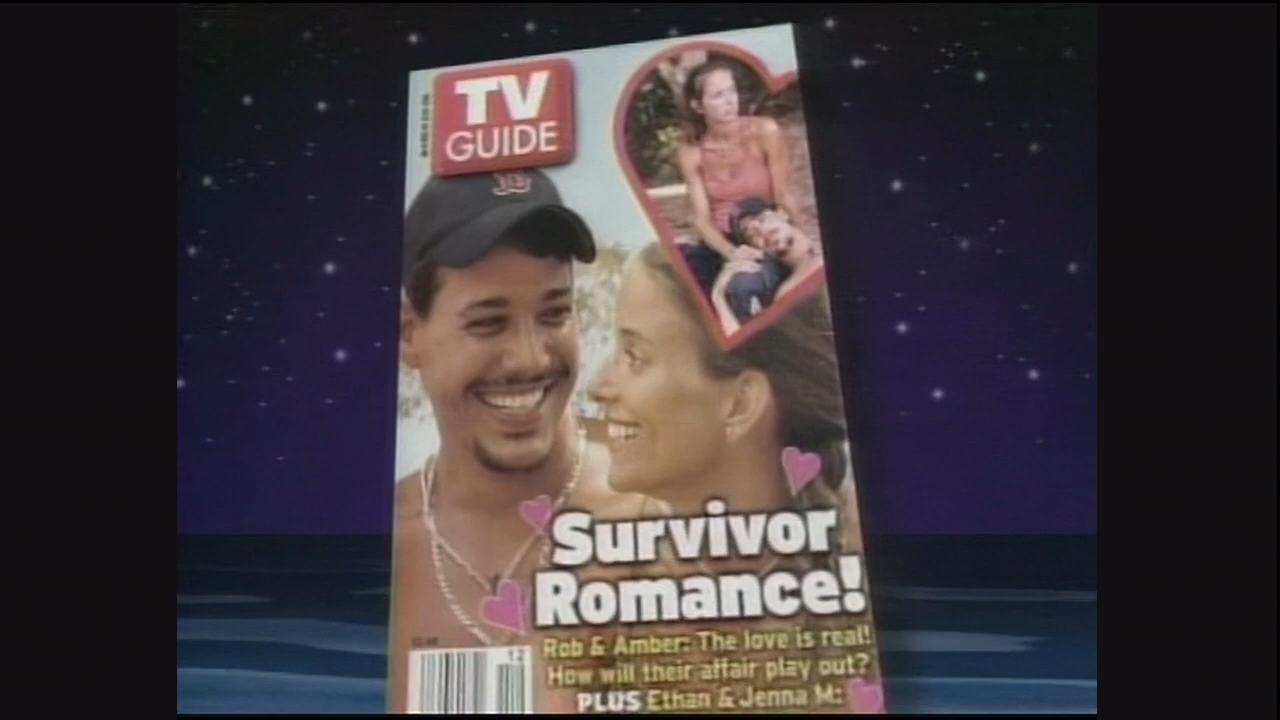 TV
GUIDE
B
Survivor
Romance!
Rob & Amber: The love is real!
How will their affair play out?
PLUS Ethan & Jenna M:
12